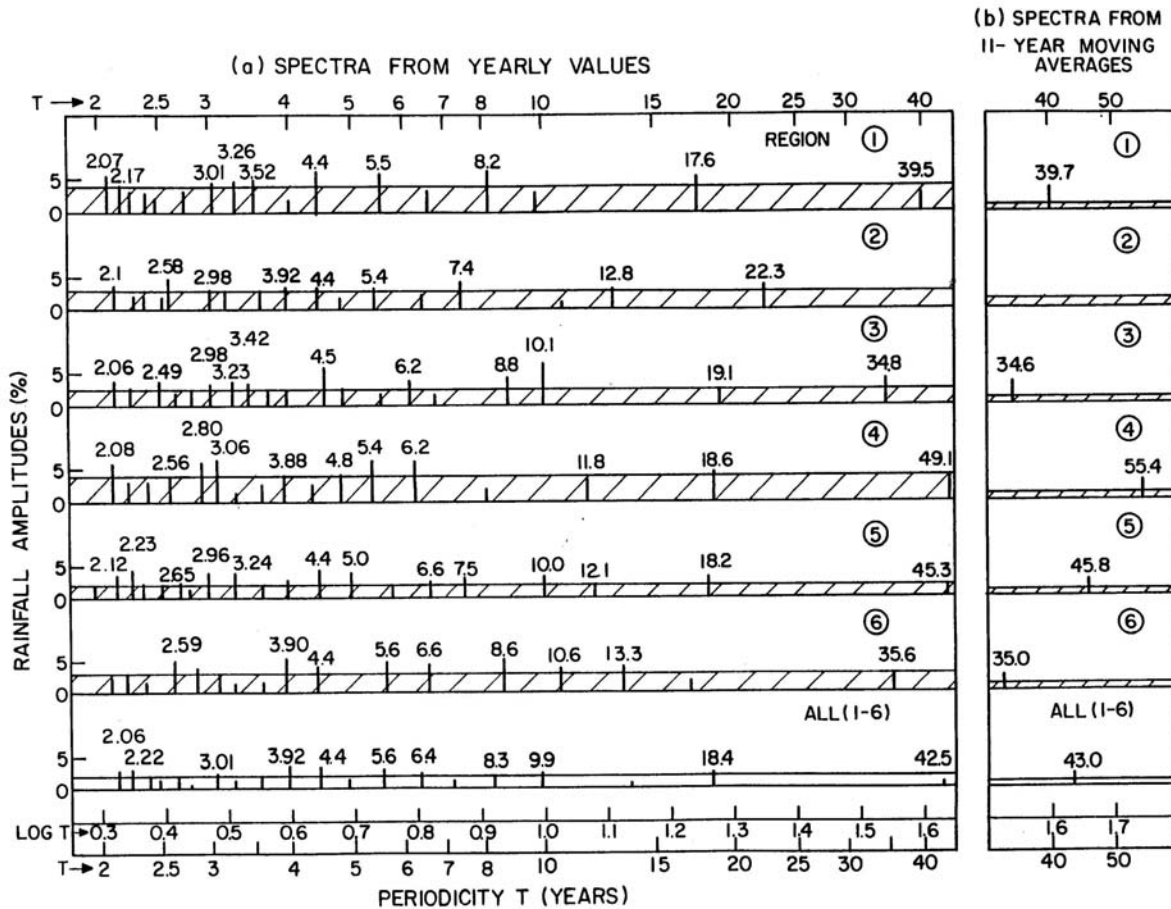 (b) SPECTRA FROM
11- YEAR MOVING
AVERAGES
(a) SPECTRA FROM YEARLY VALUES
T → 2 2.5 3 4 5 6 7 8 10 15 20 25 30 40
40 50
REGION ①
3.26
2.07 3.01 3.52 4.4 5.5 8.2 17.6 39.5
2.17
5
0
①
39.7
②
2.1 2.58 2.98 3.92 4.4 5.4 7.4 12.8 22.3
5
0
②
③
3.42
2.98
2.06 2.49 3.23 4.5 6.2 8.8 10.1 19.1 34.8
5
0
③
34.6
④
2.80
2.08 2.56 3.06 3.88 4.8 5.4 6.2 11.8 18.6 49.1
5
0
④
55.4
⑤
2.23
2.12 2.65 2.96 3.24 4.4 5.0 6.6 7.5 10.0 12.1 18.2 45.3
5
0
⑤
45.8
⑥
2.59 3.90 4.4 5.6 6.6 8.6 10.6 13.3 35.6
5
0
⑥
35.0
ALL (1-6)
2.06
2.22 3.01 3.92 4.4 5.6 6.4 8.3 9.9 18.4 42.5
5
0
ALL (1-6)
43.0
RAINFALL AMPLITUDES (%)
LOG T → 0.3 0.4 0.5 0.6 0.7 0.8 0.9 1.0 1.1 1.2 1.3 1.4 1.5 1.6
1.6 1.7
T → 2 2.5 3 4 5 6 7 8 10 15 20 25 30 40
40 50
PERIODICITY T (YEARS)